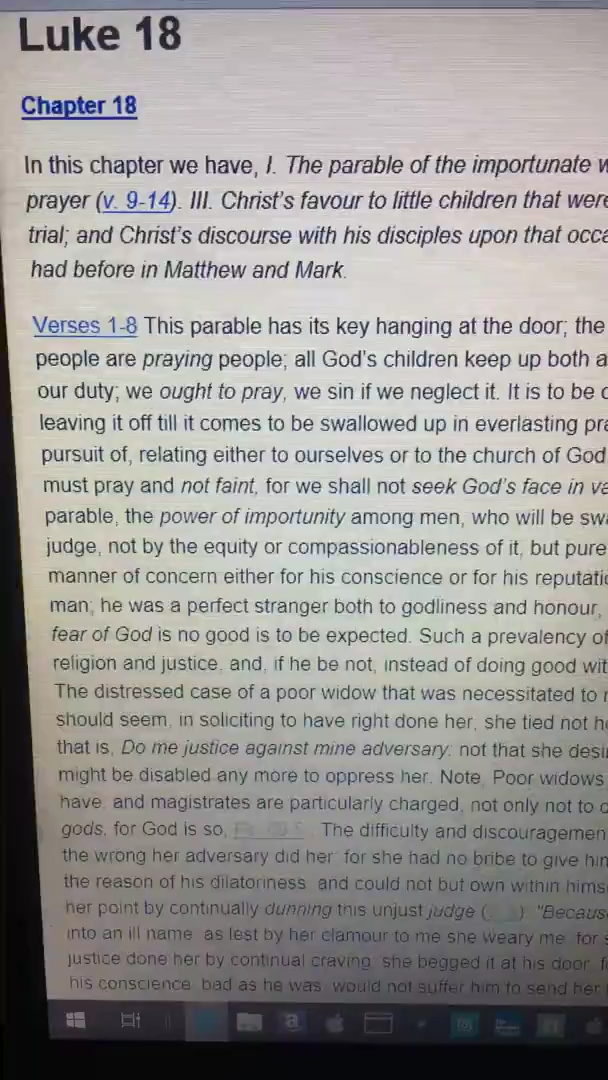 Luke 18
Chapter 18
In this chapter we have, I. The parable of the importunate
prayer (v. 9-14). III. Christ's favour to little children that were
trial; and Christ's discourse with his disciples upon that
had before in Matthew and Mark.
Verses 1-8 This parable has its key hanging at the door; the
people are praying people; all God's children keep up both
our duty; we ought to pray, we sin if we neglect it. It is to be
leaving it off till it comes to be swallowed up in everlasting
pursuit of, relating either to ourselves or to the church of God
must pray and not faint, for we shall not seek God's face in
parable, the power of importunity among men, who will be
judge, not by the equity or compassionableness of it, but pure
manner of concern either for his conscience or for his
man; he was a perfect stranger both to godliness and honour,
fear of God is no good is to be expected. Such a prevalency of
religion and justice, and, if he be not, instead of doing good
The distressed case of a poor widow that was necessitated to
should seem, in soliciting to have right done her, she tied not
that is, Do me justice against mine adversary; not that she
might be disabled any more to oppress her. Note, Poor widows
have, and magistrates are particularly charged, not only not to
gods, for God is so, The difficulty and
the wrong her adversary did her; for she had no bribe to give
the reason of his dilatoriness, and could not but own within
her point by continually dunning this unjust judge ( ). "Because
into an ill name, as lest by her clamour to me she weary me; for
justice done her by continual craving; she begged it at his door,
his conscience, bad as he was, would not suffer him to send her